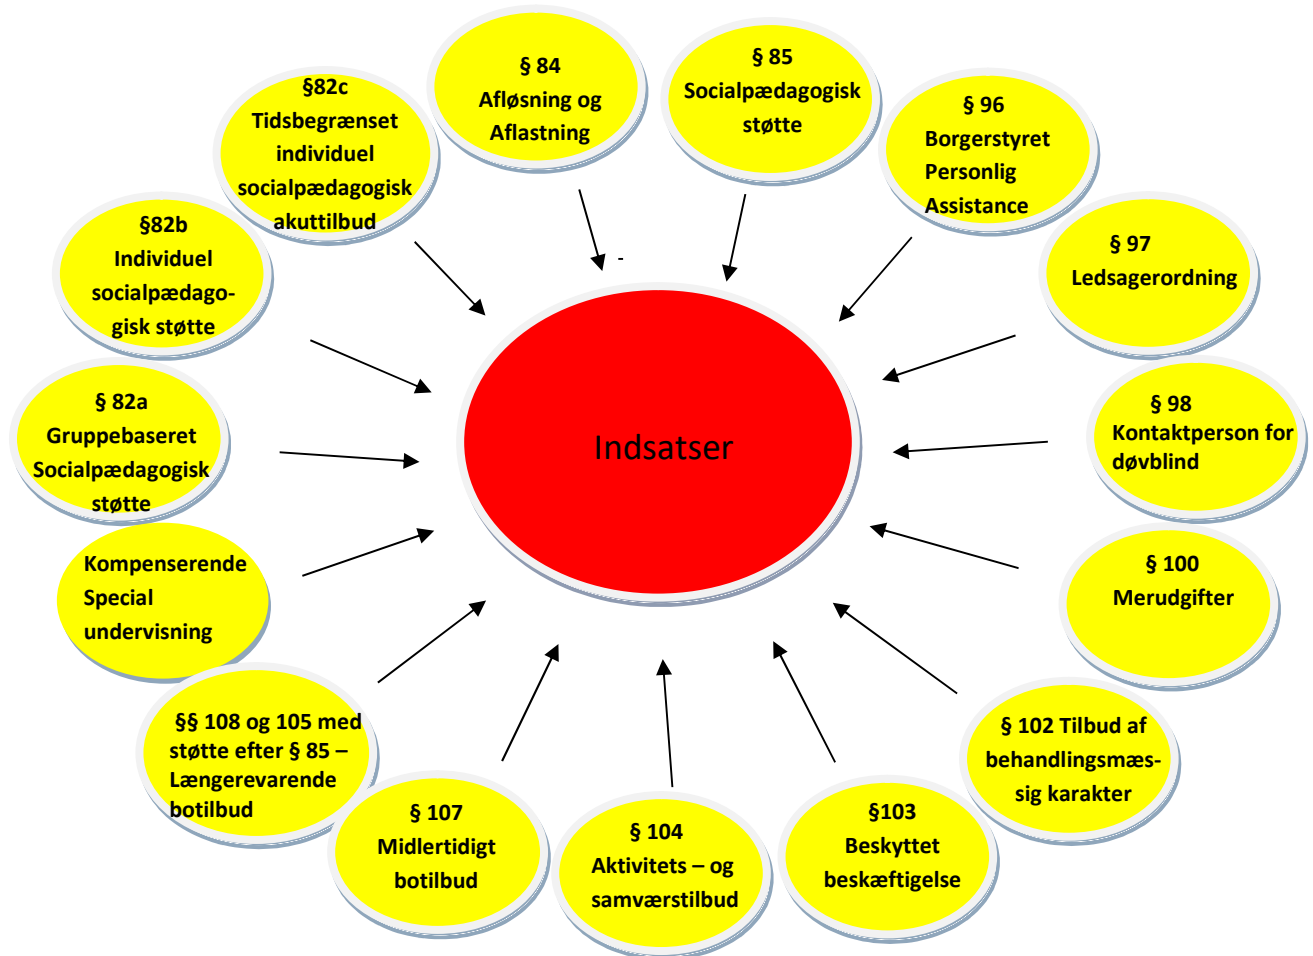 § 84
Afløsning og
Aflastning
§ 85
Socialpædagogisk
støtte
§ 96
Borgerstyret
Personlig
Assistance
§ 97
Ledsagerordning
§ 98
Kontaktperson for
døvblind
§ 100
Merudgifter
§ 102 Tilbud af
behandlingsmæs-
sig karakter
§103
Beskyttet
beskæftigelse
§ 104
Aktivitets – og
samværstilbud
§ 107
Midlertidigt
botilbud
§§ 108 og 105 med
støtte efter § 85 –
Længerevarende
botilbud
Kompenserende
Special
undervisning
§ 82a
Gruppebaseret
Socialpædagogisk
støtte
§82b
Individuel
socialpædago-
gisk støtte
§82c
Tidsbegrænset
individuel
socialpædagogisk
akuttilbud
-
Indsatser